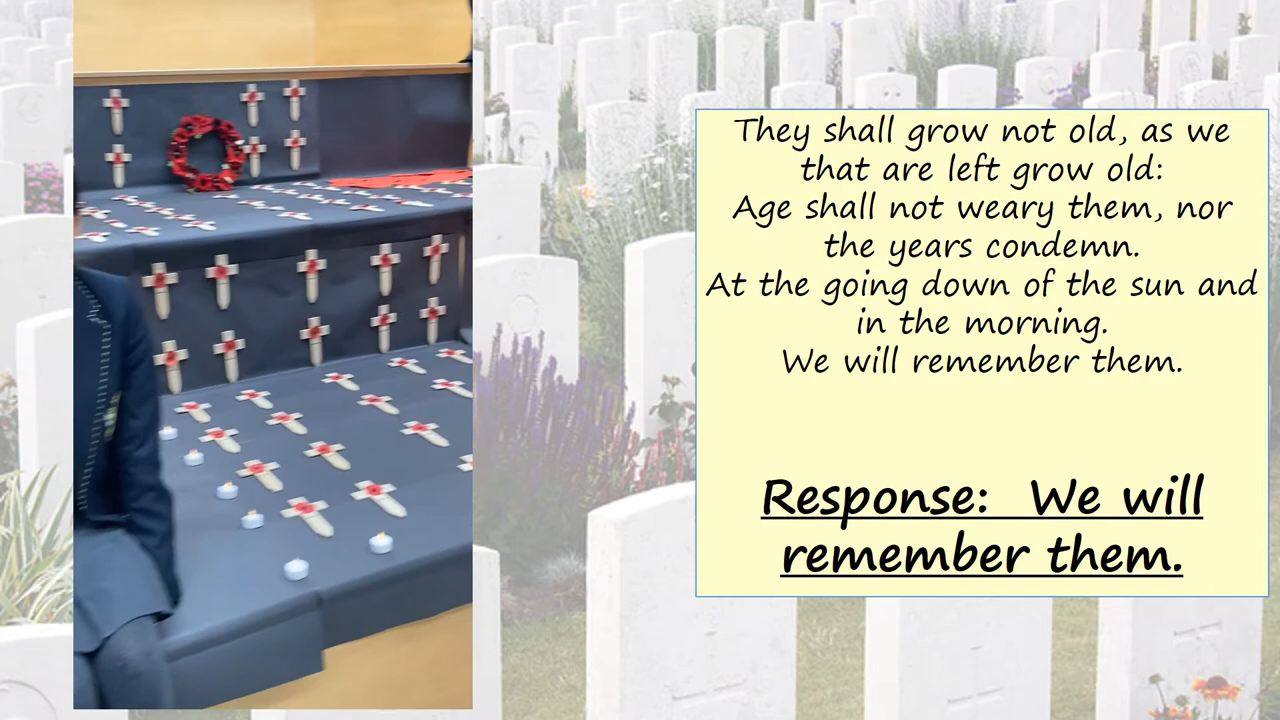 They shall grow not old, as we
that are left grow old:
Age shall not weary them, nor
the years condemn.
At the going down of the sun and
in the morning.
We will remember them.
Response: We will
remember them.